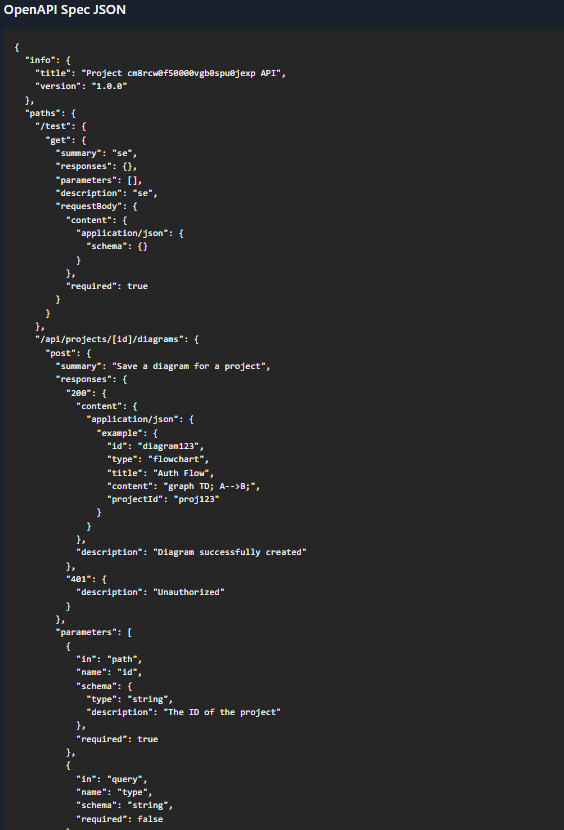 OpenAPI Spec JSON
{
  "info": {
    "title": "Project cm8rcw0f50000vgb0spu0jexp API",
    "version": "1.0.0"
  },
  "paths": {
    "/test": {
      "get": {
        "summary": "se",
        "responses": {},
        "parameters": [],
        "description": "se",
        "requestBody": {
          "content": {
            "application/json": {
              "schema": {}
            }
          },
          "required": true
        }
      }
    },
    "/api/projects/[id]/diagrams": {
      "post": {
        "summary": "Save a diagram for a project",
        "responses": {
          "200": {
            "content": {
              "application/json": {
                "example": {
                  "id": "diagram123",
                  "type": "flowchart",
                  "title": "Auth Flow",
                  "content": "graph TD; A-->B;",
                  "projectId": "proj123"
                }
              }
            },
            "description": "Diagram successfully created"
          },
          "401": {
            "description": "Unauthorized"
          }
        },
        "parameters": [
          {
            "in": "path",
            "name": "id",
            "schema": {
              "type": "string",
              "description": "The ID of the project"
            },
            "required": true
          },
          {
            "in": "query",
            "name": "type",
            "schema": "string",
            "required": false